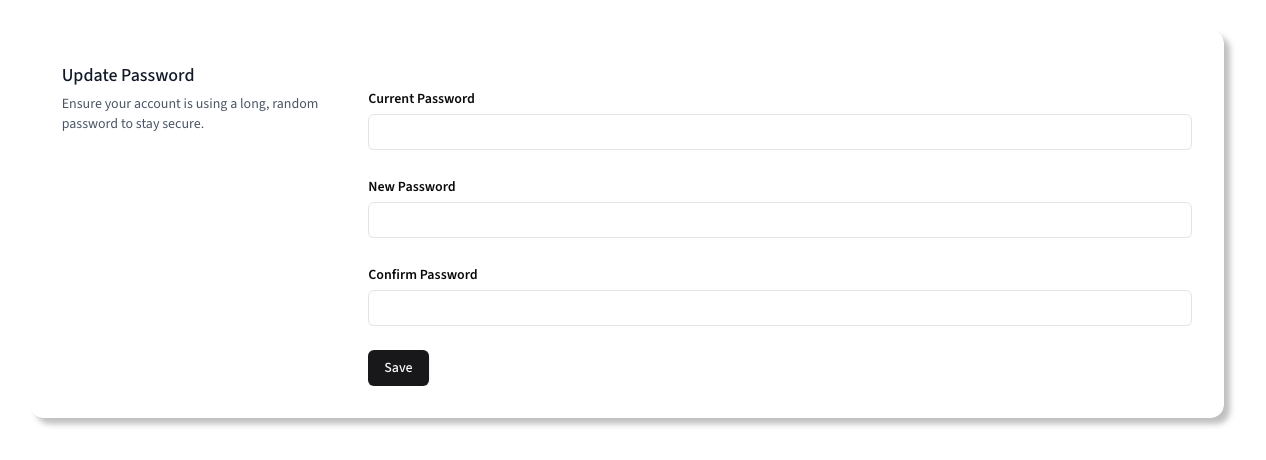 Update Password
Ensure your account is using a long, random
password to stay secure.
Current Password
New Password
Confirm Password
Save